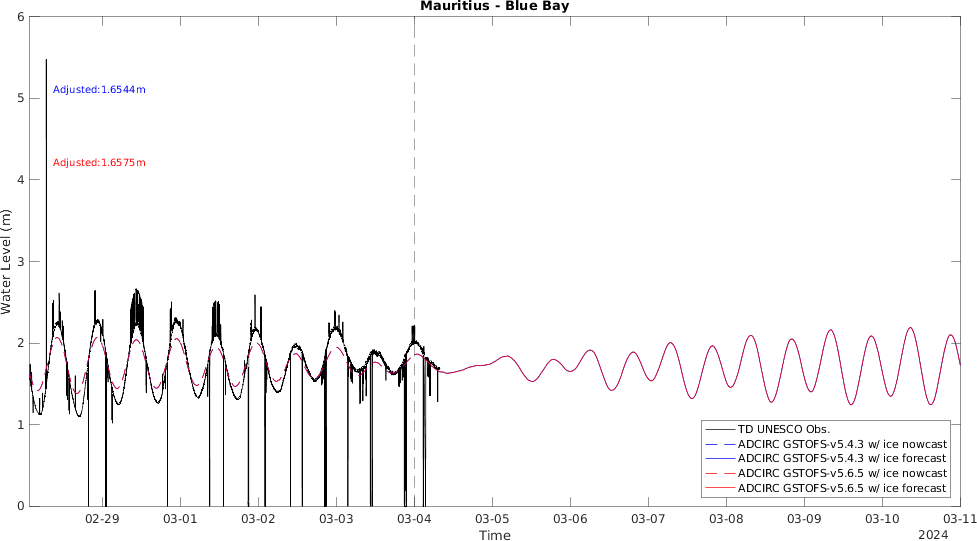 Mauritius - Blue Bay
6
5
4
3
2
1
0
Water Level (m)
Adjusted:1.6544m
Adjusted:1.6575m
TD UNESCO Obs.
ADCIRC GSTOFS-v5.4.3 w/ ice nowcast
ADCIRC GSTOFS-v5.4.3 w/ ice forecast
ADCIRC GSTOFS-v5.6.5 w/ ice nowcast
ADCIRC GSTOFS-v5.6.5 w/ ice forecast
02-29 03-01 03-02 03-03 03-04 03-05 03-06 03-07 03-08 03-09 03-10 03-11
Time
2024